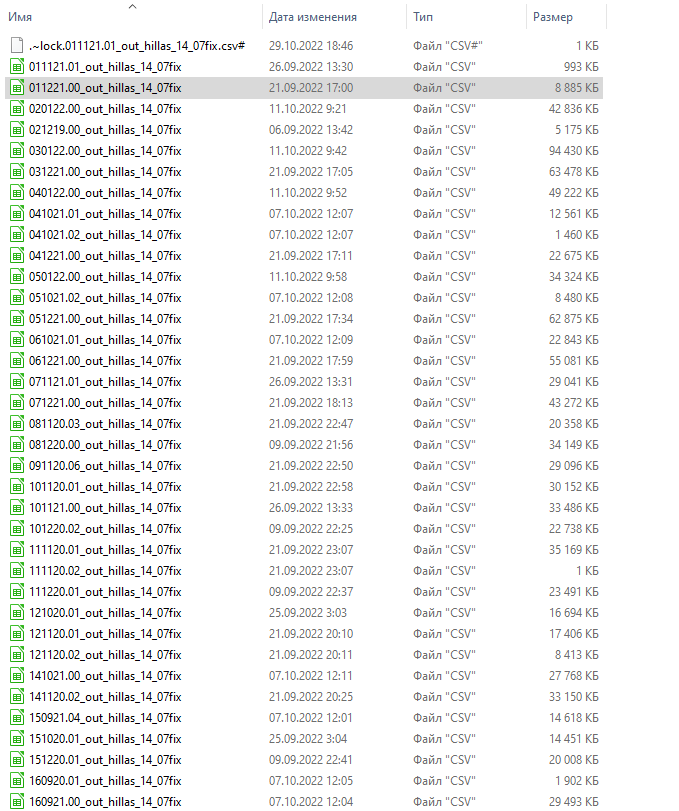 Имя Дата изменения Тип Размер
.~lock.011121.01_out_hillas_14_07fix.csv# 29.10.2022 18:46 Файл "CSV#" 1 КБ
011121.01_out_hillas_14_07fix 26.09.2022 13:30 Файл "CSV" 993 КБ
011221.00_out_hillas_14_07fix 21.09.2022 17:00 Файл "CSV" 8 885 КБ
020122.00_out_hillas_14_07fix 11.10.2022 9:21 Файл "CSV" 42 836 КБ
021219.00_out_hillas_14_07fix 06.09.2022 13:42 Файл "CSV" 5 175 КБ
030122.00_out_hillas_14_07fix 11.10.2022 9:42 Файл "CSV" 94 430 КБ
031221.00_out_hillas_14_07fix 21.09.2022 17:05 Файл "CSV" 63 478 КБ
040122.00_out_hillas_14_07fix 11.10.2022 9:52 Файл "CSV" 49 222 КБ
041021.01_out_hillas_14_07fix 07.10.2022 12:07 Файл "CSV" 12 561 КБ
041021.02_out_hillas_14_07fix 07.10.2022 12:07 Файл "CSV" 1 460 КБ
041221.00_out_hillas_14_07fix 21.09.2022 17:11 Файл "CSV" 22 675 КБ
050122.00_out_hillas_14_07fix 11.10.2022 9:58 Файл "CSV" 34 324 КБ
051021.02_out_hillas_14_07fix 07.10.2022 12:08 Файл "CSV" 8 480 КБ
051221.00_out_hillas_14_07fix 21.09.2022 17:34 Файл "CSV" 62 875 КБ
061021.01_out_hillas_14_07fix 07.10.2022 12:09 Файл "CSV" 22 843 КБ
061221.00_out_hillas_14_07fix 21.09.2022 17:59 Файл "CSV" 55 081 КБ
071121.01_out_hillas_14_07fix 26.09.2022 13:31 Файл "CSV" 29 041 КБ
071221.00_out_hillas_14_07fix 21.09.2022 18:13 Файл "CSV" 43 272 КБ
081120.03_out_hillas_14_07fix 21.09.2022 22:47 Файл "CSV" 20 358 КБ
081220.00_out_hillas_14_07fix 09.09.2022 21:56 Файл "CSV" 34 149 КБ
091120.06_out_hillas_14_07fix 21.09.2022 22:50 Файл "CSV" 29 096 КБ
101120.01_out_hillas_14_07fix 21.09.2022 22:58 Файл "CSV" 30 152 КБ
101121.00_out_hillas_14_07fix 26.09.2022 13:33 Файл "CSV" 33 486 КБ
101220.02_out_hillas_14_07fix 09.09.2022 22:25 Файл "CSV" 22 738 КБ
111120.01_out_hillas_14_07fix 21.09.2022 23:07 Файл "CSV" 35 169 КБ
111120.02_out_hillas_14_07fix 21.09.2022 23:07 Файл "CSV" 1 КБ
111220.01_out_hillas_14_07fix 09.09.2022 22:37 Файл "CSV" 23 491 КБ
121020.01_out_hillas_14_07fix 25.09.2022 3:03 Файл "CSV" 16 694 КБ
121120.01_out_hillas_14_07fix 21.09.2022 20:10 Файл "CSV" 17 406 КБ
121120.02_out_hillas_14_07fix 21.09.2022 20:11 Файл "CSV" 8 413 КБ
141021.00_out_hillas_14_07fix 07.10.2022 12:11 Файл "CSV" 27 768 КБ
141120.02_out_hillas_14_07fix 21.09.2022 20:25 Файл "CSV" 33 150 КБ
150921.04_out_hillas_14_07fix 07.10.2022 12:01 Файл "CSV" 14 618 КБ
151020.01_out_hillas_14_07fix 25.09.2022 3:04 Файл "CSV" 14 451 КБ
151220.01_out_hillas_14_07fix 09.09.2022 22:41 Файл "CSV" 20 008 КБ
160920.01_out_hillas_14_07fix 07.10.2022 12:05 Файл "CSV" 1 902 КБ
160921.00_out_hillas_14_07fix 07.10.2022 12:04 Файл "CSV" 29 493 КБ